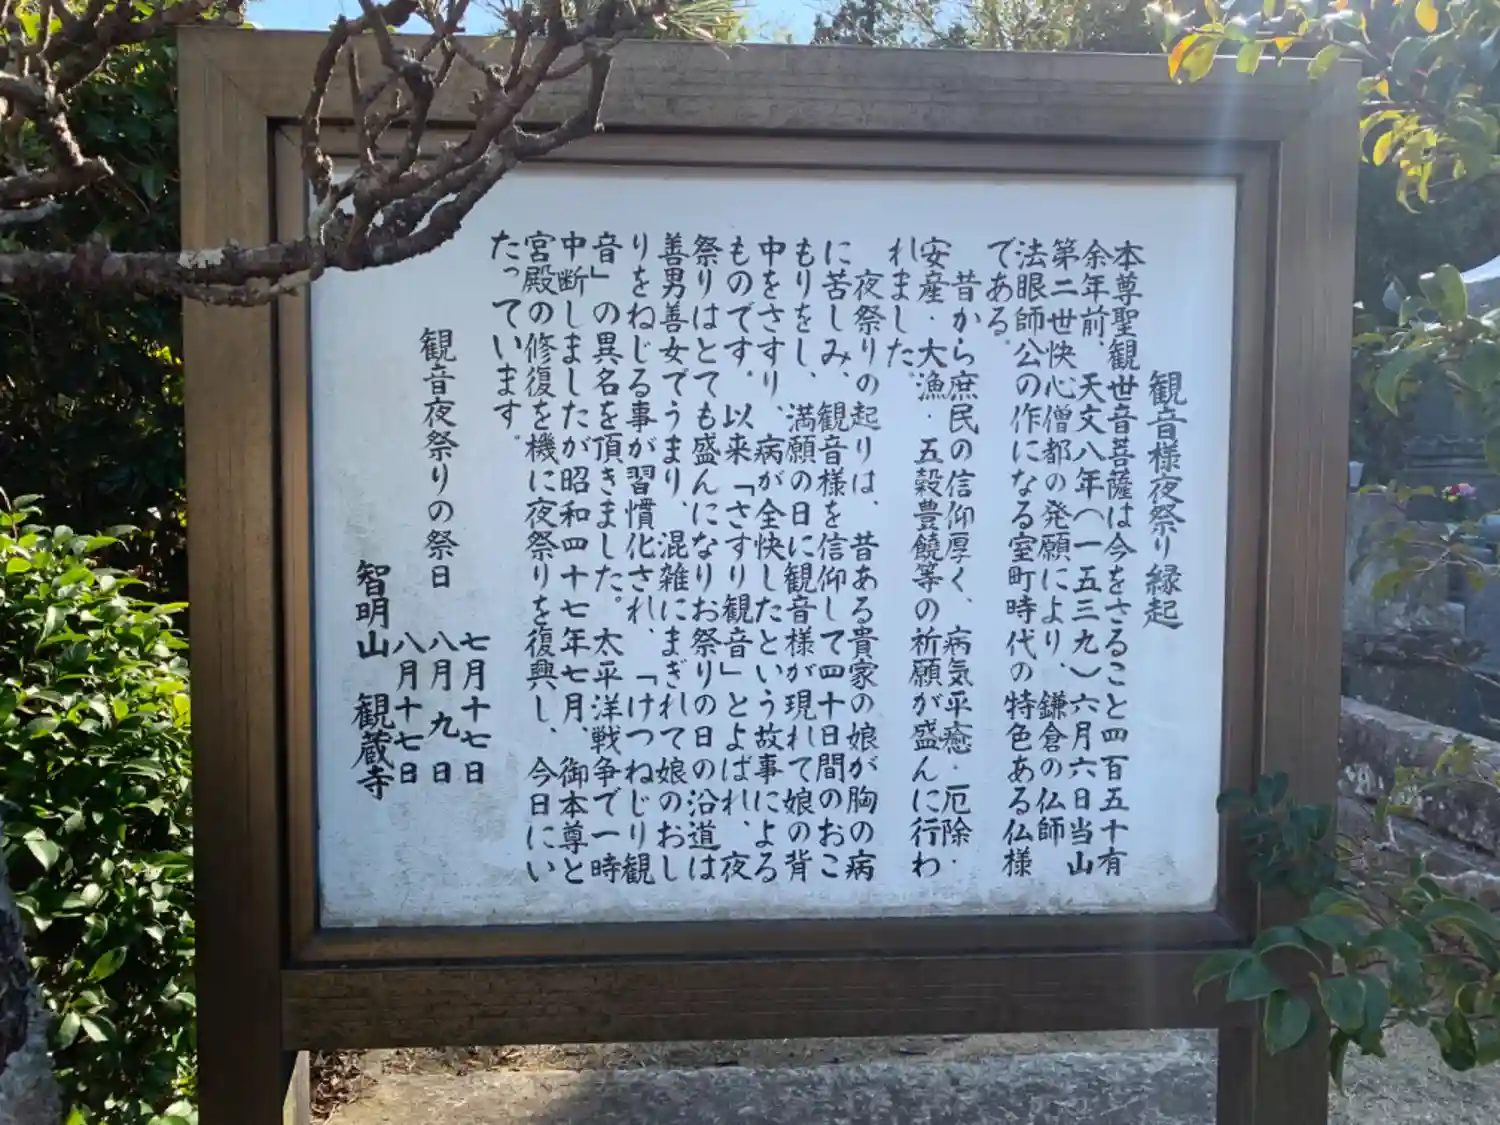 観音様夜祭り縁起
本尊聖観世音菩薩は今をさること四百五十有
余年前、天文八年(一五三九)六月六日当山
第二世快心僧都の発願により、鎌倉の仏師
法眼師公の作になる室町時代の特色ある仏様
である。
昔から庶民の信仰厚く、病気平癒・厄除・
安産・大漁・五穀豊饒等の祈願が盛んに行わ
れました。
夜祭りの起りは、昔ある貴家の娘が胸の病
に苦しみ、観音様を信仰して四十日間のおこ
もりをし、満願の日に観音様が現れて娘の背
中をさすり、病が全快したという故事による
ものです。以来「さすり観音」とよばれ、夜
祭りはとても盛んになりお祭りの日の沿道は
善男善女でうまり、混雑にまぎれて娘のおし
りをねじる事が習慣化され、「けつねじり観
音」の異名を頂きました。太平洋戦争で一時
中断しましたが昭和四十七年七月、御本尊と
宮殿の修復を機に夜祭りを復興し、今日にい
たっています。
観音夜祭りの祭日
七月十七日
八月九日
八月十七日
智明山 観蔵寺